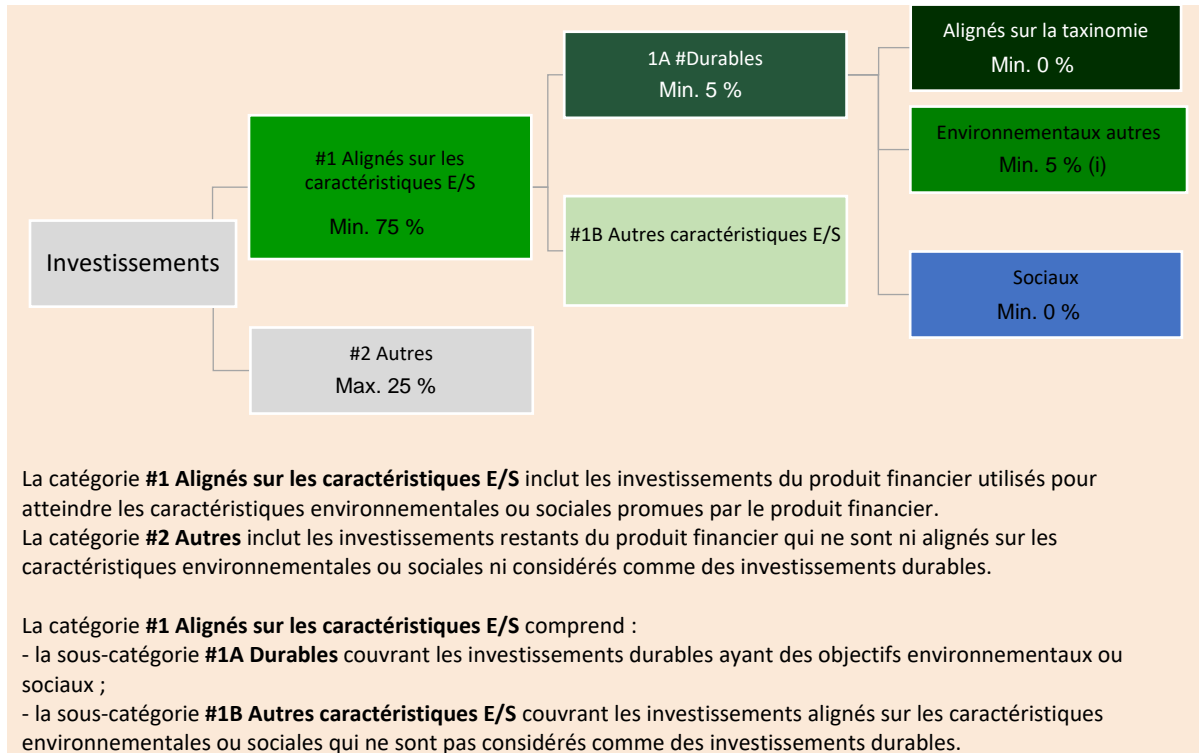 Alignés sur la taxinomie
Min. 0 %
1A #Durables
Min. 5 %
Environnementaux autres
Min. 5 % (i)
#1 Alignés sur les
caractéristiques E/S
Min. 75 %
#1B Autres caractéristiques E/S
Investissements
Sociaux
Min. 0 %
#2 Autres
Max. 25 %
La catégorie #1 Alignés sur les caractéristiques E/S inclut les investissements du produit financier utilisés pour
atteindre les caractéristiques environnementales ou sociales promues par le produit financier.
La catégorie #2 Autres inclut les investissements restants du produit financier qui ne sont ni alignés sur les
caractéristiques environnementales ou sociales ni considérés comme des investissements durables.
La catégorie #1 Alignés sur les caractéristiques E/S comprend :
- la sous-catégorie #1A Durables couvrant les investissements durables ayant des objectifs environnementaux ou
sociaux ;
- la sous-catégorie #1B Autres caractéristiques E/S couvrant les investissements alignés sur les caractéristiques
environnementales ou sociales qui ne sont pas considérés comme des investissements durables.